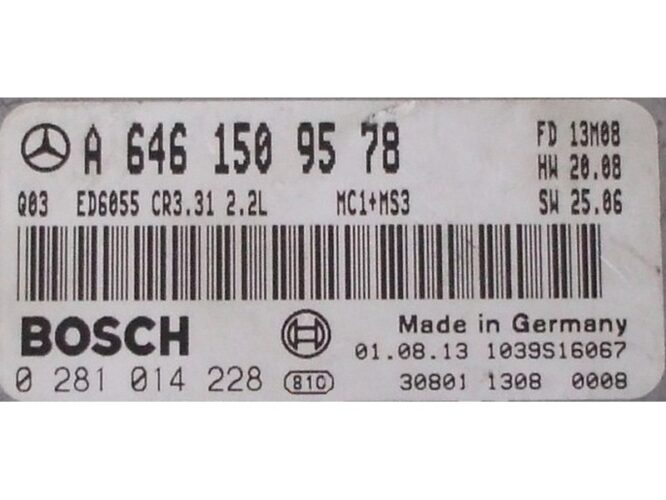 A 646 150 95 78 FD 13M08
HW 20.08
Q03 ED6055 CR3.31 2.2L MC1+MS3 SW 25.06
BOSCH Made in Germany
01.08.13 1039S16067
0 281 014 228 810 30801 1308 0008